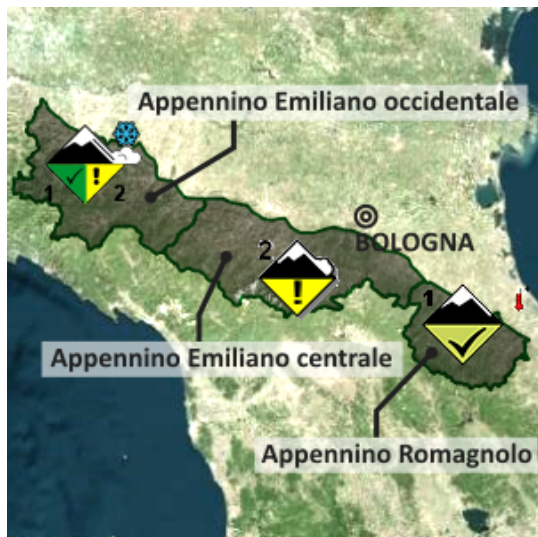 Appennino Emiliano occidentale
1
!
2
BOLOGNA
2
!
1
Appennino Emiliano centrale
Appennino Romagnolo